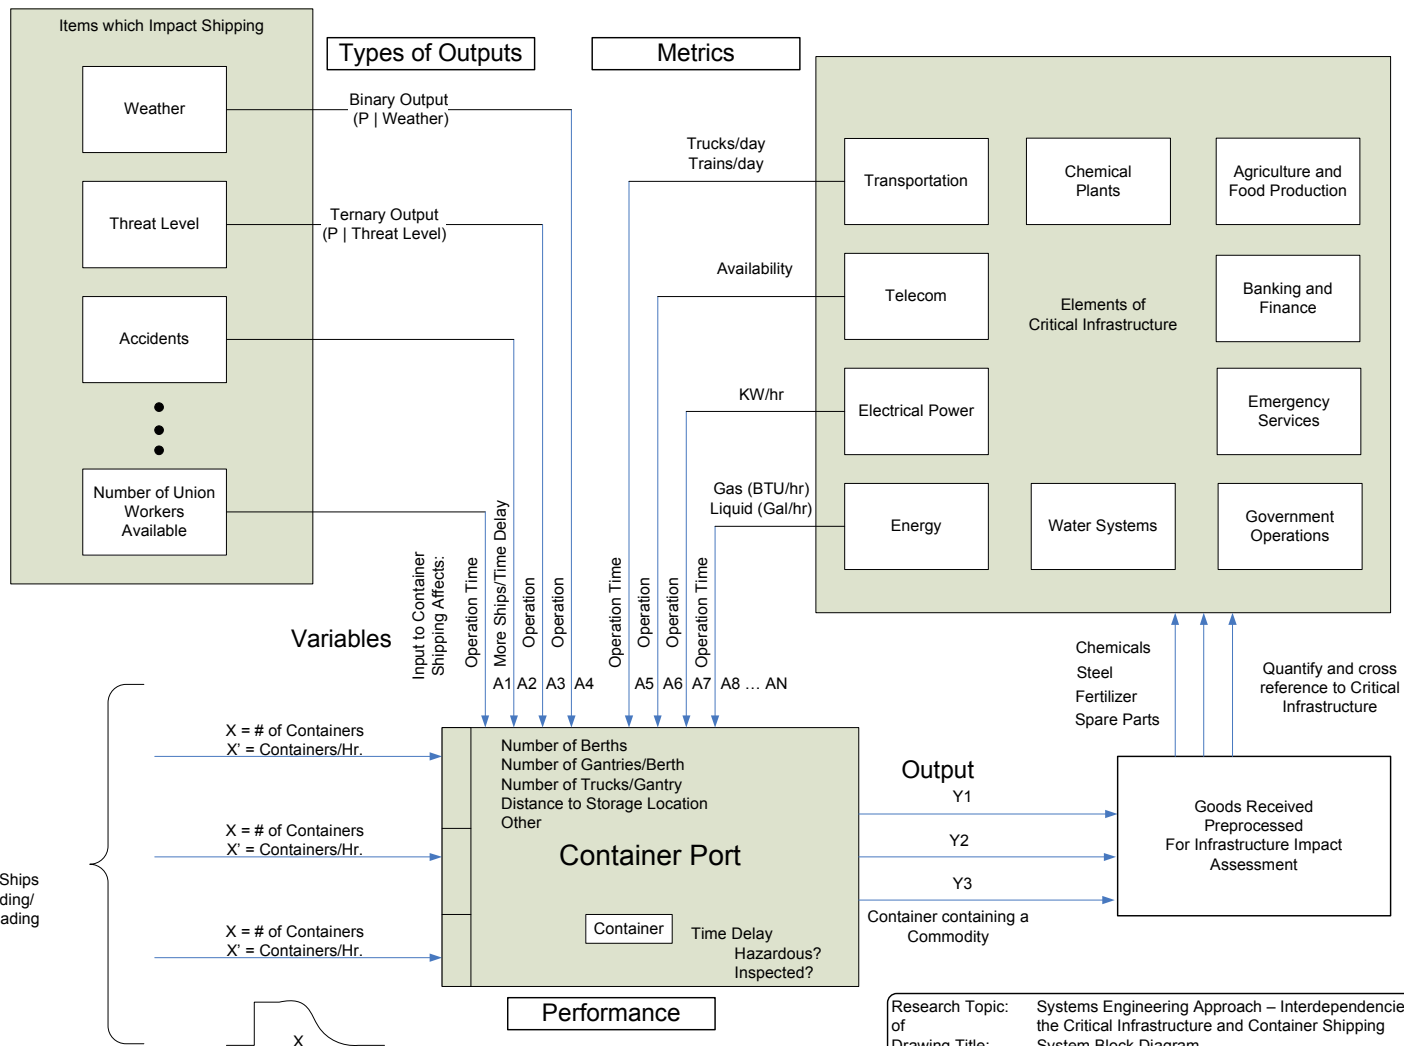 Items which Impact Shipping
Weather
Threat Level
Accidents
Number of Union
Workers
Available
Types of Outputs
Binary Output
(P | Weather)
Ternary Output
(P | Threat Level)
Metrics
Trucks/day
Trains/day
Availability
KW/hr
Gas (BTU/hr)
Liquid (Gal/hr)
Transportation
Chemical
Plants
Agriculture and
Food Production
Telecom
Elements of
Critical Infrastructure
Banking and
Finance
Electrical Power
Emergency
Services
Energy
Water Systems
Government
Operations
Variables
Input to Container
Shipping Affects:
Operation Time
More Ships/Time Delay
Operation
Operation
Operation Time
Operation
Operation
Operation Time
A1
A2
A3
A4
A5
A6
A7
A8 … AN
X = # of Containers
X’ = Containers/Hr.
X = # of Containers
X’ = Containers/Hr.
X = # of Containers
X’ = Containers/Hr.
Ships
ding/
ading
X
Number of Berths
Number of Gantries/Berth
Number of Trucks/Gantry
Distance to Storage Location
Other
Container Port
Container
Time Delay
Hazardous?
Inspected?
Performance
Output
Y1
Y2
Y3
Container containing a
Commodity
Chemicals
Steel
Fertilizer
Spare Parts
Quantify and cross
reference to Critical
Infrastructure
Goods Received
Preprocessed
For Infrastructure Impact
Assessment
Research Topic: Systems Engineering Approach – Interdependencie
of the Critical Infrastructure and Container Shipping
Drawing Title: System Block Diagram